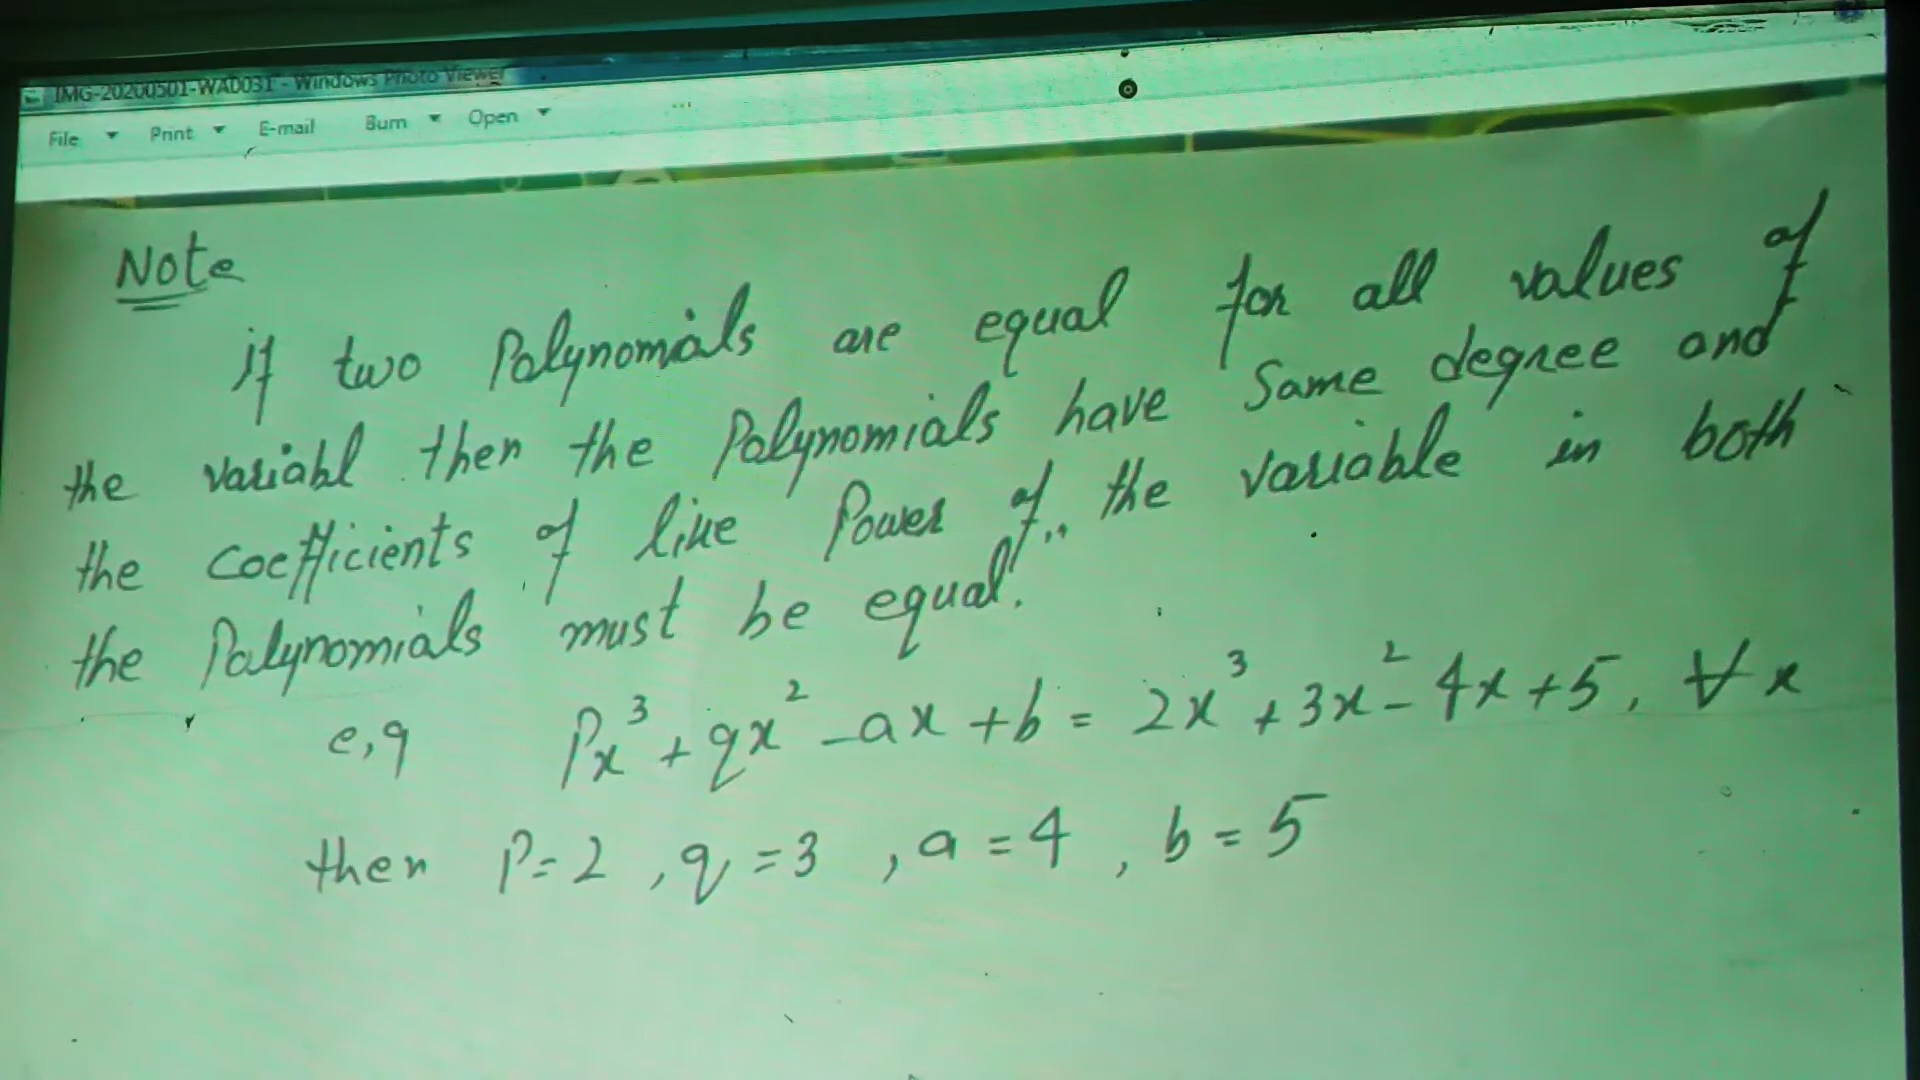 IMG-20200501-WA0031 - Windows Photo Viewer
File Print E-mail Burn Open
Note
if two Polynomials are equal for all values of
the variabl then the Polynomials have Same degree and
the coefficients of like Power of the variable in both
the Polynomials must be equal.
e,g Px³ + qx² - ax + b = 2x³ + 3x² - 4x + 5, ∀ x
then P = 2 , q = 3 , a = 4 , b = 5